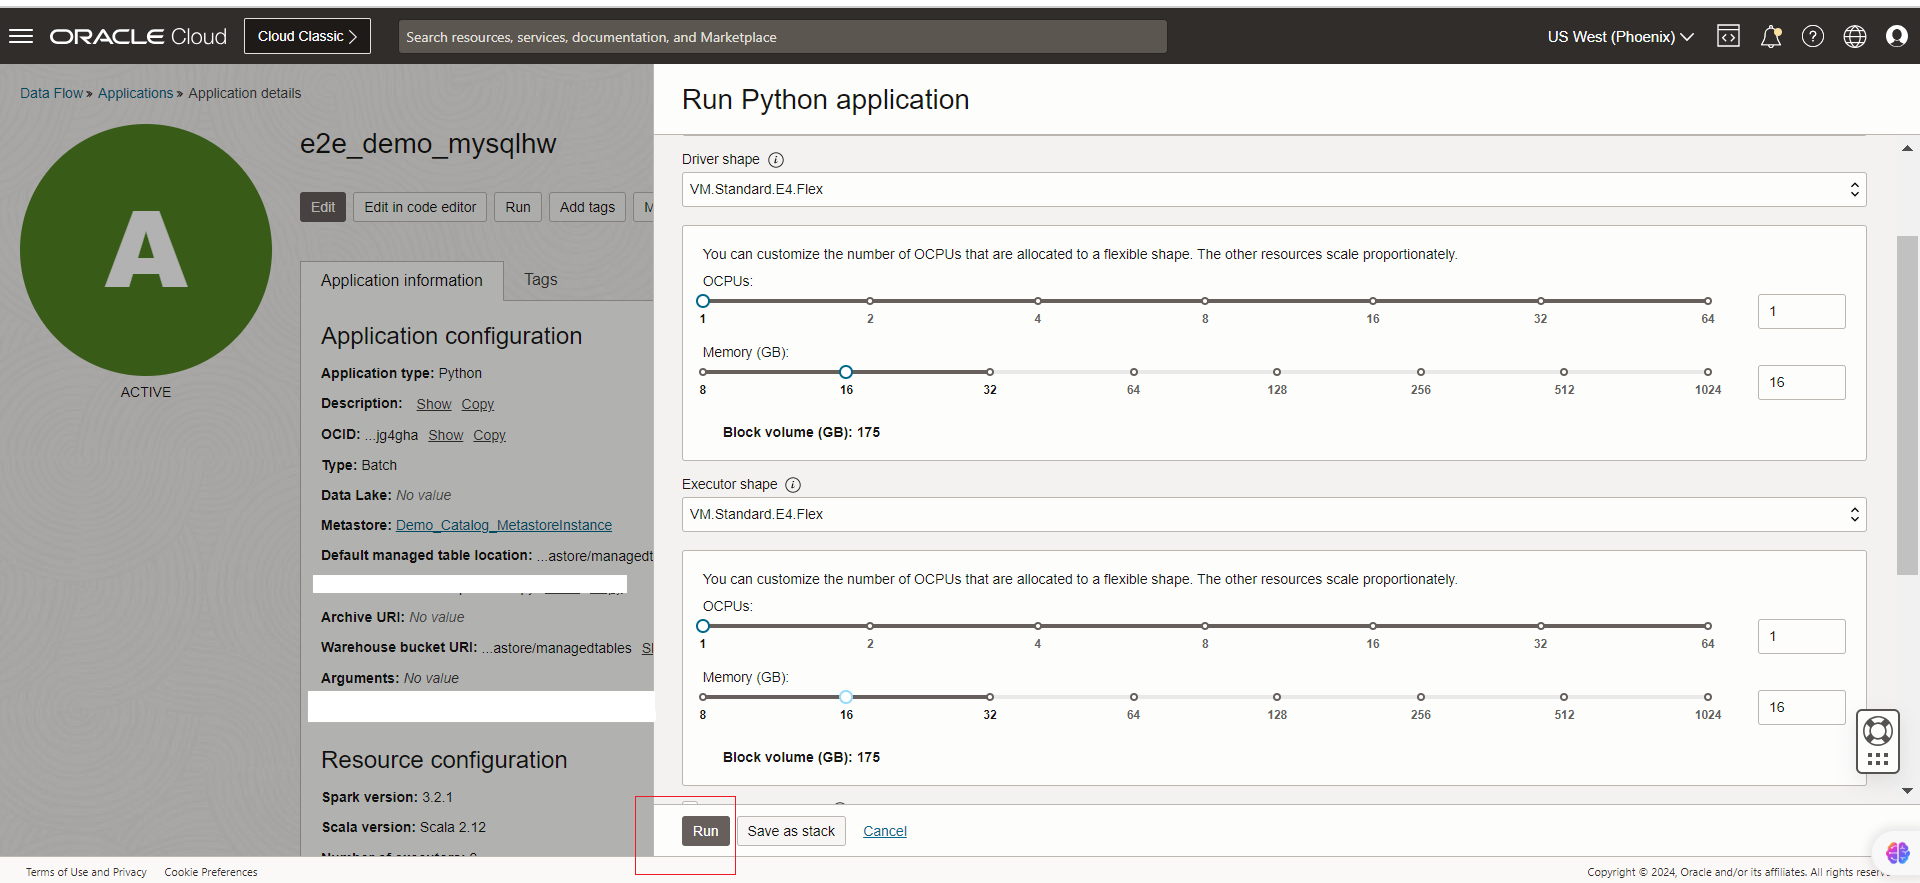 ORACLE Cloud
Cloud Classic
Search resources, services, documentation, and Marketplace
US West (Phoenix)
Data Flow » Applications » Application details
A
ACTIVE
e2e_demo_mysqlhw
Edit
Edit in code editor
Run
Add tags
Application information
Tags
Application configuration
Application type: Python
Description: Show Copy
OCID: ...jg4gha Show Copy
Type: Batch
Data Lake: No value
Metastore: Demo_Catalog_MetastoreInstance
Default managed table location: ...astore/managedt
Archive URI: No value
Warehouse bucket URI: ...astore/managedtables
Arguments: No value
Resource configuration
Spark version: 3.2.1
Scala version: Scala 2.12
Run Python application
Driver shape
VM.Standard.E4.Flex
You can customize the number of OCPUs that are allocated to a flexible shape. The other resources scale proportionately.
OCPUs:
1 2 4 8 16 32 64
1
Memory (GB):
8 16 32 64 128 256 512 1024
16
Block volume (GB): 175
Executor shape
VM.Standard.E4.Flex
You can customize the number of OCPUs that are allocated to a flexible shape. The other resources scale proportionately.
OCPUs:
1 2 4 8 16 32 64
1
Memory (GB):
8 16 32 64 128 256 512 1024
16
Block volume (GB): 175
Run
Save as stack
Cancel
Terms of Use and Privacy
Cookie Preferences
Copyright © 2024, Oracle and/or its affiliates. All rights